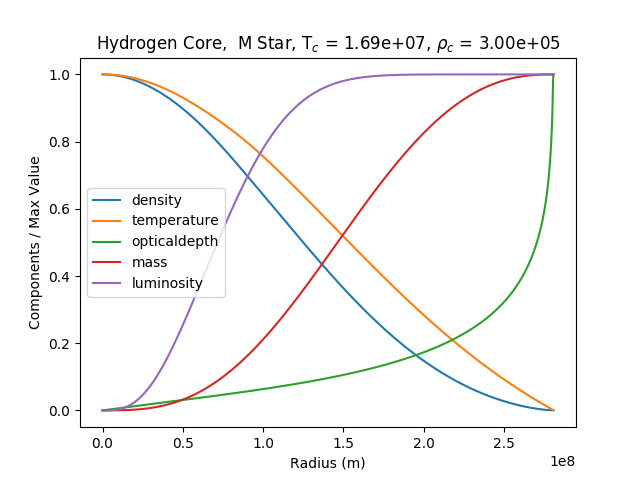 Hydrogen Core,  M Star, T_c = 1.69e+07, ρ_c = 3.00e+05
Components / Max Value
1.0
0.8
0.6
0.4
0.2
0.0
density
temperature
opticaldepth
mass
luminosity
0.0 0.5 1.0 1.5 2.0 2.5
1e8
Radius (m)